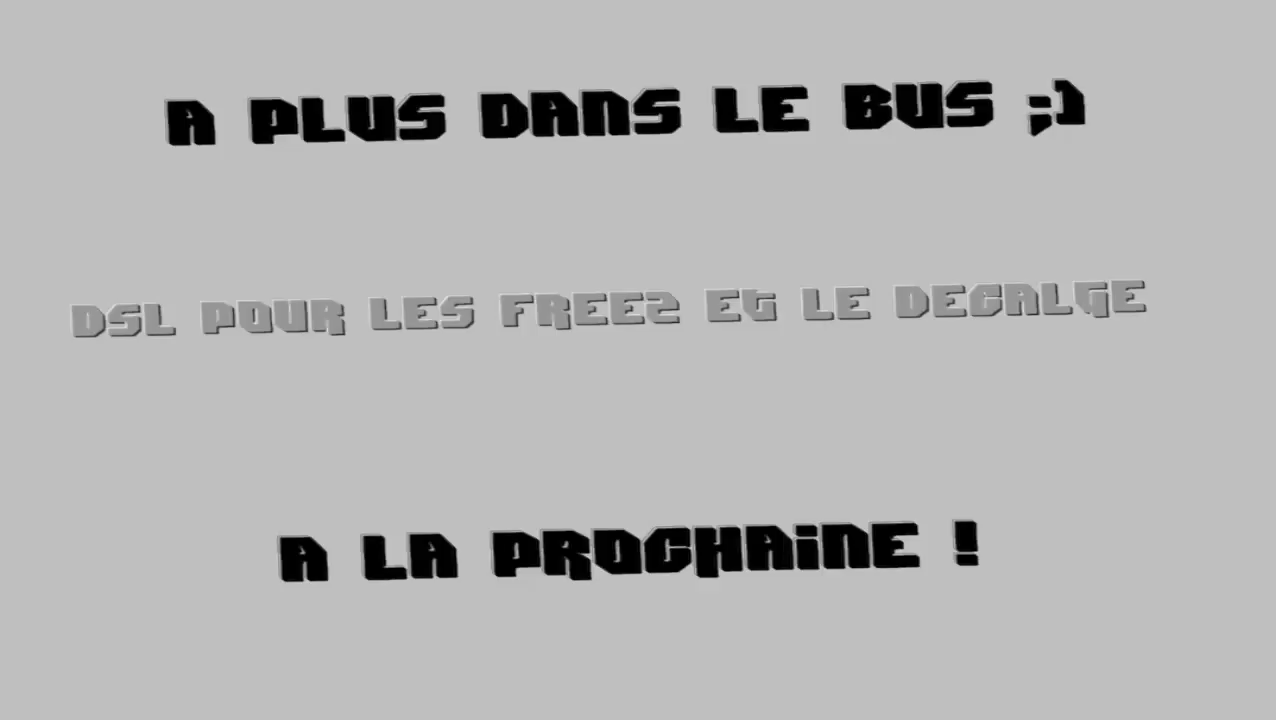 A PLUS DANS LE BUS ;)
DSL POUR LES FREEZ ET LE DECALGE
A LA PROCHAINE !